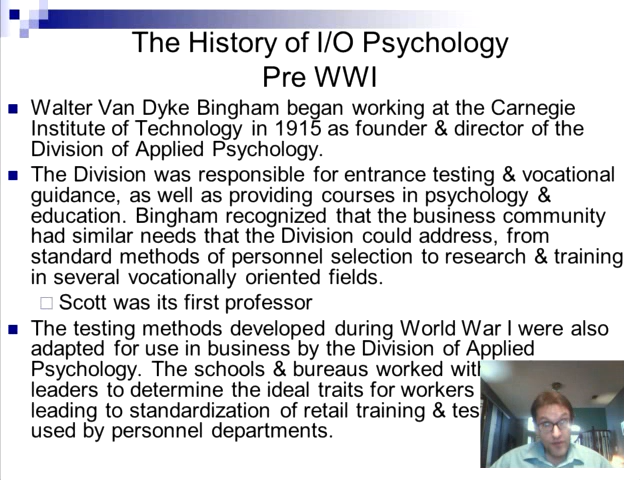 The History of I/O Psychology
Pre WWI
Walter Van Dyke Bingham began working at the Carnegie
Institute of Technology in 1915 as founder & director of the
Division of Applied Psychology.
The Division was responsible for entrance testing & vocational
guidance, as well as providing courses in psychology &
education. Bingham recognized that the business community
had similar needs that the Division could address, from
standard methods of personnel selection to research & training
in several vocationally oriented fields.
Scott was its first professor
The testing methods developed during World War I were also
adapted for use in business by the Division of Applied
Psychology. The schools & bureaus worked
leaders to determine the ideal traits for workers
leading to standardization of retail training &
used by personnel departments.